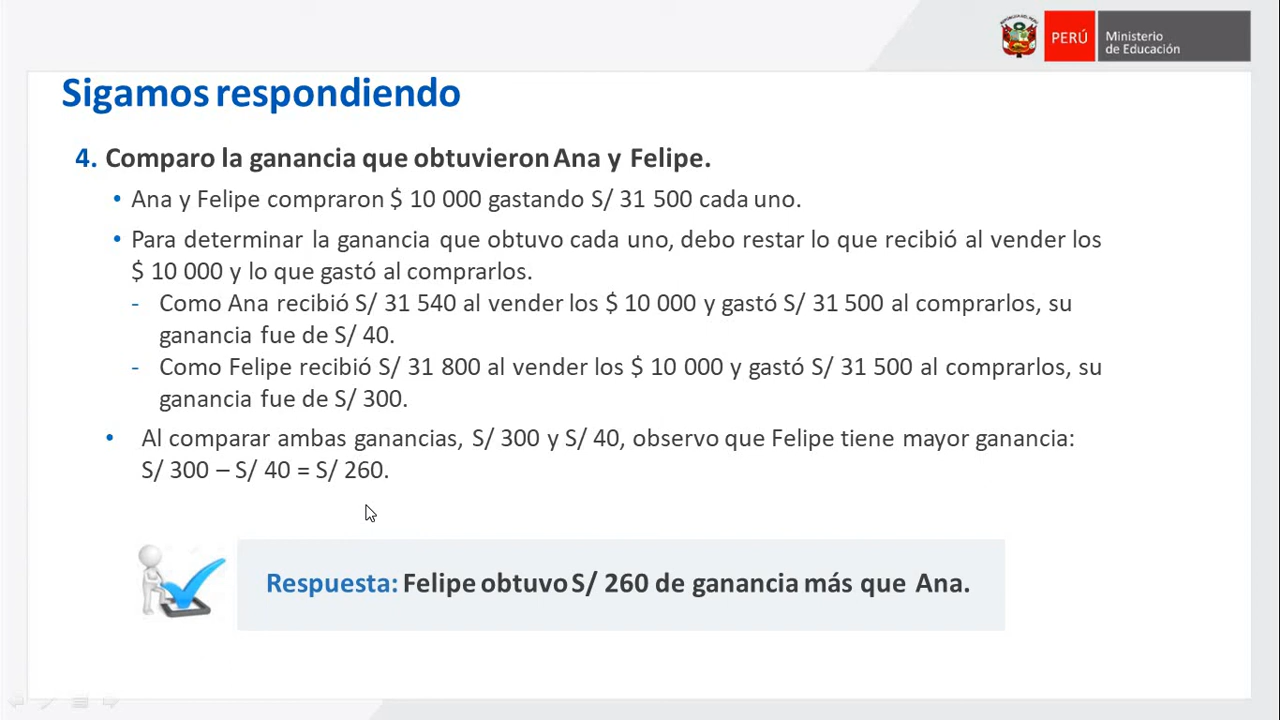 PERÚ
Ministerio
de Educación
Sigamos respondiendo
4. Comparo la ganancia que obtuvieron Ana y Felipe.
• Ana y Felipe compraron $ 10 000 gastando S/ 31 500 cada uno.
• Para determinar la ganancia que obtuvo cada uno, debo restar lo que recibió al vender los
$ 10 000 y lo que gastó al comprarlos.
- Como Ana recibió S/ 31 540 al vender los $ 10 000 y gastó S/ 31 500 al comprarlos, su
ganancia fue de S/ 40.
- Como Felipe recibió S/ 31 800 al vender los $ 10 000 y gastó S/ 31 500 al comprarlos, su
ganancia fue de S/ 300.
• Al comparar ambas ganancias, S/ 300 y S/ 40, observo que Felipe tiene mayor ganancia:
S/ 300 – S/ 40 = S/ 260.
Respuesta: Felipe obtuvo S/ 260 de ganancia más que Ana.